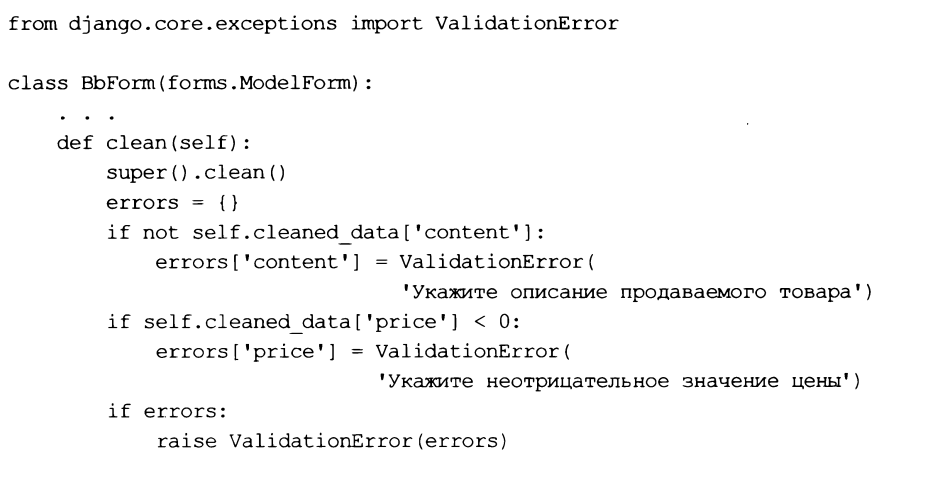 from django.core.exceptions import ValidationError
class BbForm(forms.ModelForm):
. . .
def clean(self):
super().clean()
errors = {}
if not self.cleaned_data['content']:
errors['content'] = ValidationError(
'Укажите описание продаваемого товара')
if self.cleaned_data['price'] < 0:
errors['price'] = ValidationError(
'Укажите неотрицательное значение цены')
if errors:
raise ValidationError(errors)